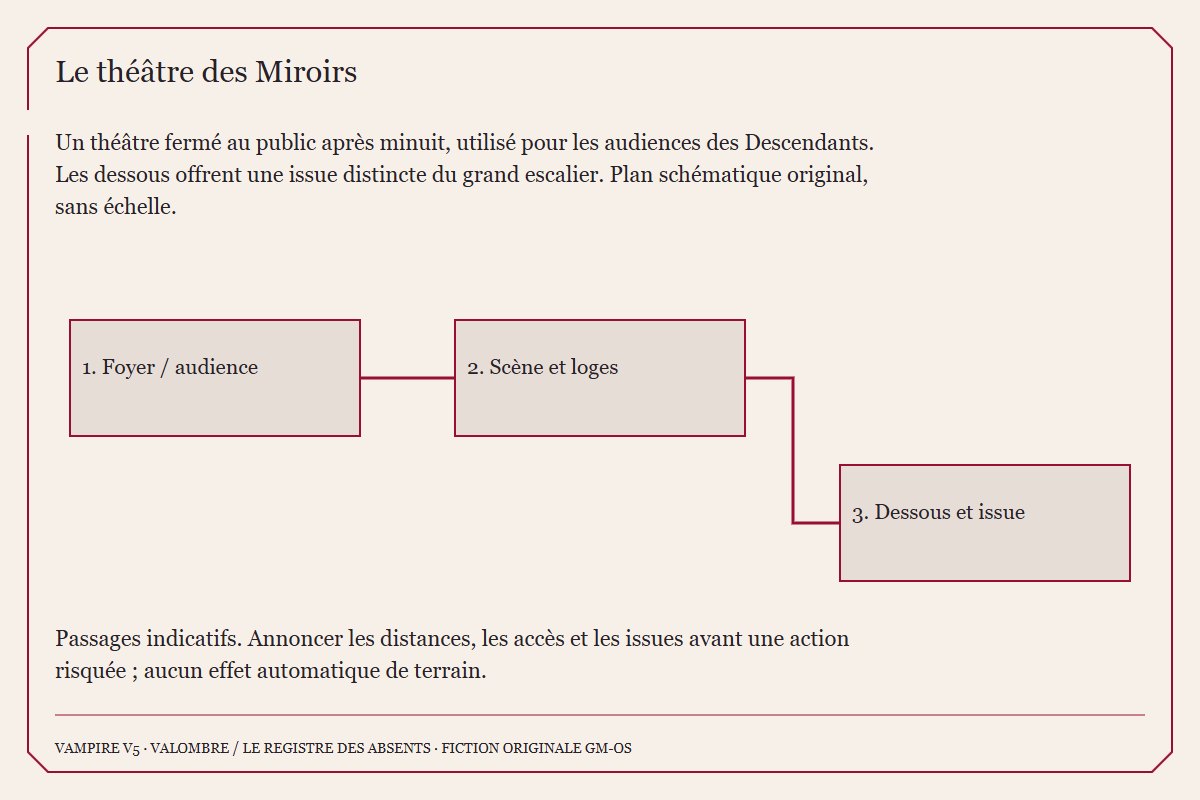 Le théâtre des Miroirs
Un théâtre fermé au public après minuit, utilisé pour les audiences des Descendants.
Les dessous offrent une issue distincte du grand escalier. Plan schématique original,
sans échelle.
1. Foyer / audience
2. Scène et loges
3. Dessous et issue
Passages indicatifs. Annoncer les distances, les accès et les issues avant une action
risquée ; aucun effet automatique de terrain.
VAMPIRE V5 · VALOMBRE / LE REGISTRE DES ABSENTS · FICTION ORIGINALE GM-OS